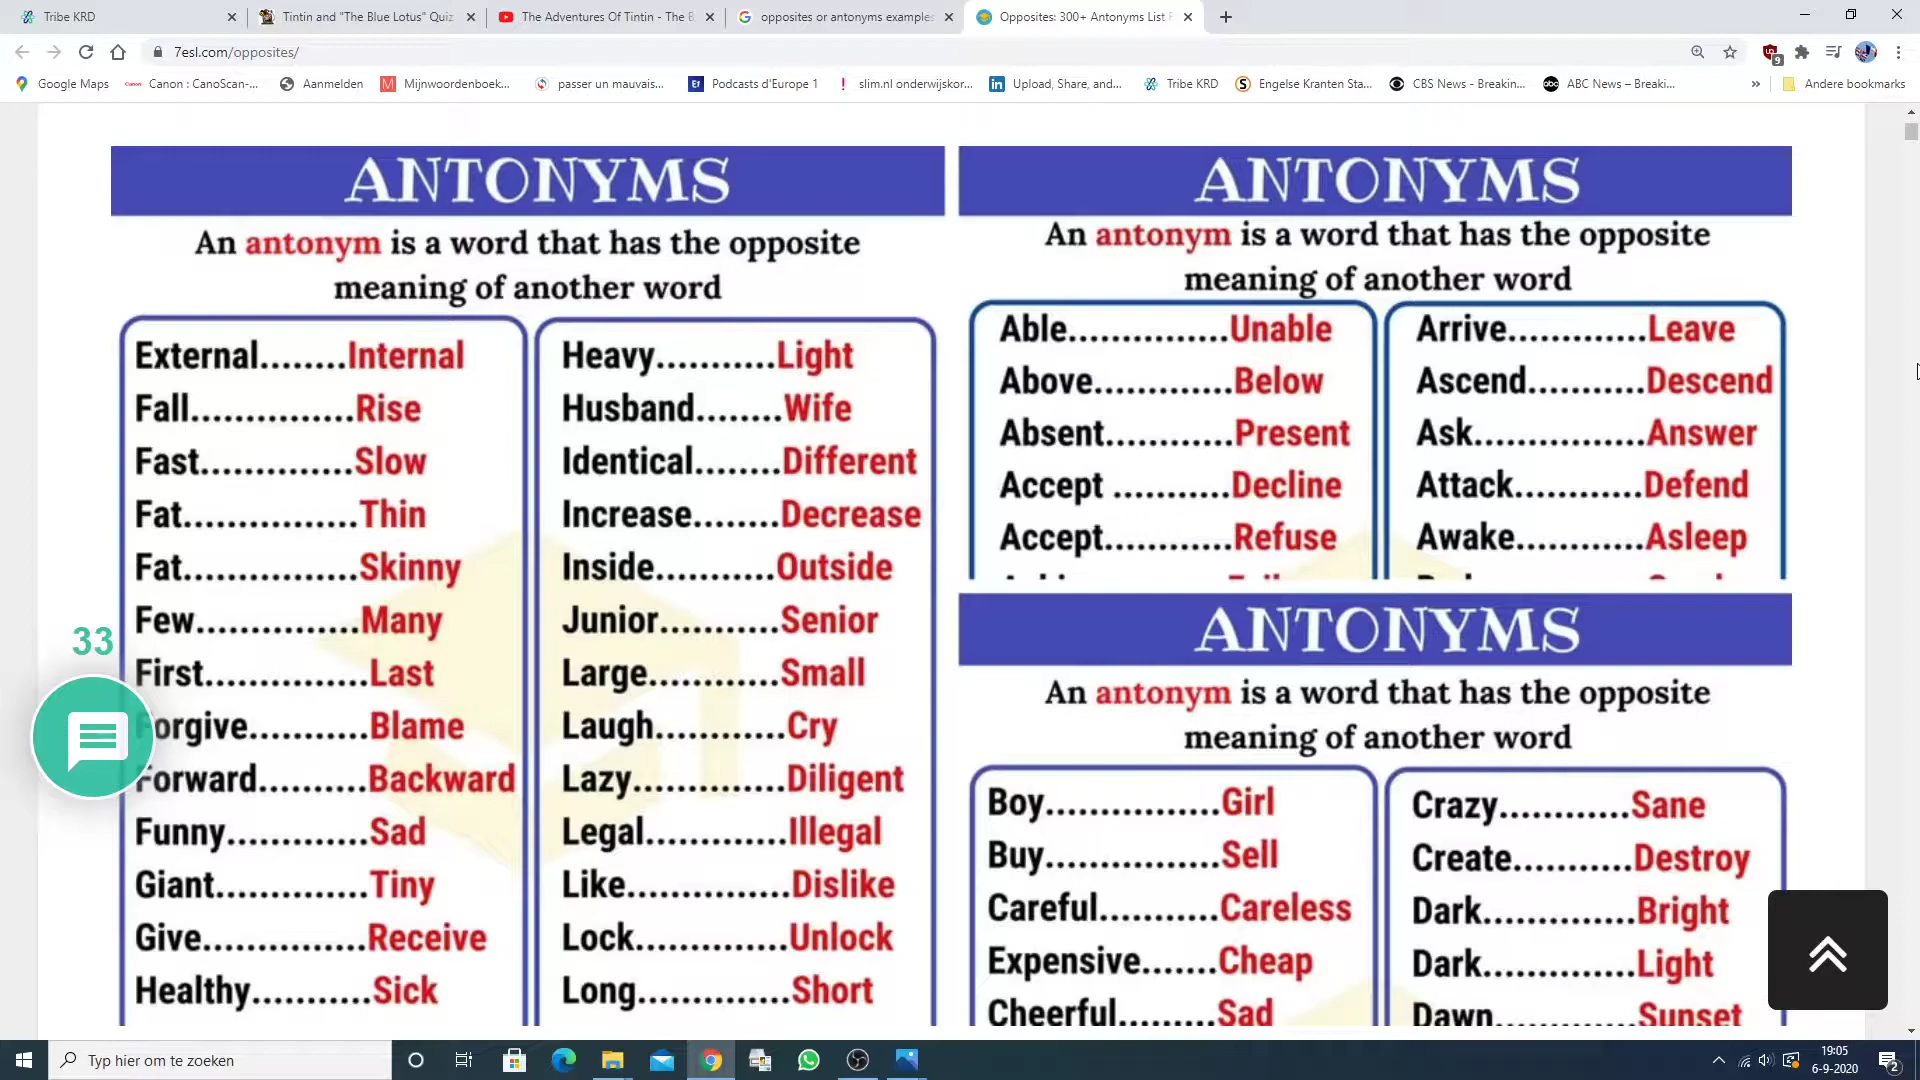 Tribe KRD
Tintin and "The Blue Lotus" Quiz
The Adventures Of Tintin - The B
opposites or antonyms examples
Opposites: 300+ Antonyms List F
7esl.com/opposites/
9
Google Maps
Canon : CanoScan-...
Aanmelden
Mijnwoordenboek...
passer un mauvais...
Podcasts d'Europe 1
slim.nl onderwijskor...
Upload, Share, and...
Tribe KRD
Engelse Kranten Sta...
CBS News - Breakin...
ABC News – Breaki...
»
Andere bookmarks
ANTONYMS
An antonym is a word that has the opposite
meaning of another word
External........Internal
Fall..............Rise
Fast.............Slow
Fat...............Thin
Fat...............Skinny
Few..............Many
First..............Last
Forgive..........Blame
Forward.........Backward
Funny............Sad
Giant.............Tiny
Give..............Receive
Healthy..........Sick
Heavy..........Light
Husband.......Wife
Identical.......Different
Increase.......Decrease
Inside..........Outside
Junior..........Senior
Large...........Small
Laugh...........Cry
Lazy.............Diligent
Legal............Illegal
Like..............Dislike
Lock.............Unlock
Long.............Short
ANTONYMS
An antonym is a word that has the opposite
meaning of another word
Able..............Unable
Above............Below
Absent...........Present
Accept ..........Decline
Accept...........Refuse
Arrive............Leave
Ascend..........Descend
Ask...............Answer
Attack...........Defend
Awake...........Asleep
ANTONYMS
An antonym is a word that has the opposite
meaning of another word
Boy...............Girl
Buy...............Sell
Careful..........Careless
Expensive......Cheap
Cheerful........Sad
Crazy...........Sane
Create..........Destroy
Dark.............Bright
Dark.............Light
Dawn............Sunset
33
Typ hier om te zoeken
19:05
6-9-2020
2